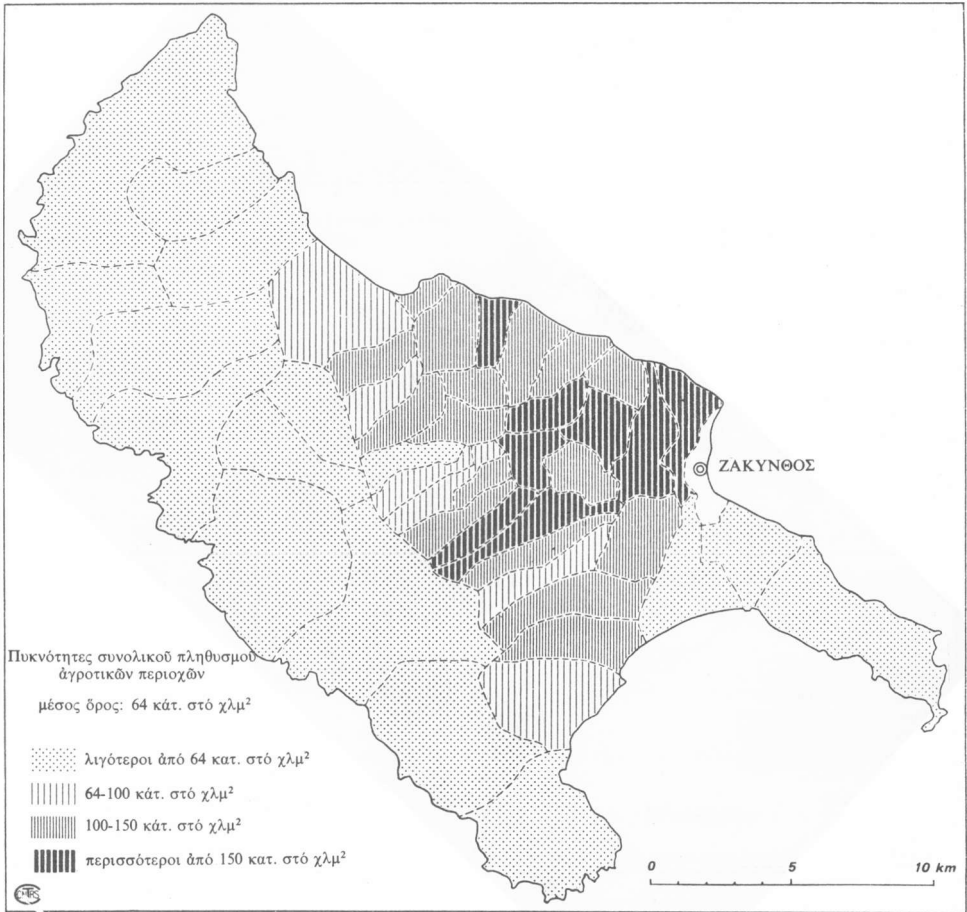 ΖΑΚΥΝΘΟΣ
Πυκνότητες συνολικοῦ πληθυσμοῦ
ἀγροτικῶν περιοχῶν
μέσος ὅρος: 64 κάτ. στό χλμ²
λιγότεροι ἀπό 64 κατ. στό χλμ²
64-100 κάτ. στό χλμ²
100-150 κάτ. στό χλμ²
περισσότεροι ἀπό 150 κατ. στό χλμ²
0 5 10 km